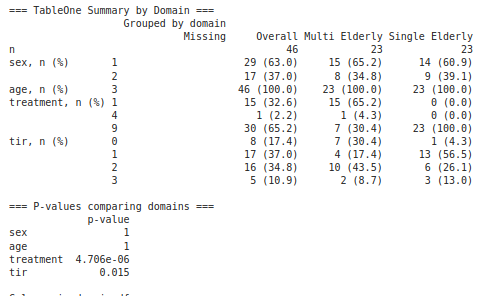 === TableOne Summary by Domain ===
Grouped by domain
Missing Overall Multi Elderly Single Elderly
n 46 23 23
sex, n (%) 1 29 (63.0) 15 (65.2) 14 (60.9)
2 17 (37.0) 8 (34.8) 9 (39.1)
age, n (%) 3 46 (100.0) 23 (100.0) 23 (100.0)
treatment, n (%) 1 15 (32.6) 15 (65.2) 0 (0.0)
4 1 (2.2) 1 (4.3) 0 (0.0)
9 30 (65.2) 7 (30.4) 23 (100.0)
tir, n (%) 0 8 (17.4) 7 (30.4) 1 (4.3)
1 17 (37.0) 4 (17.4) 13 (56.5)
2 16 (34.8) 10 (43.5) 6 (26.1)
3 5 (10.9) 2 (8.7) 3 (13.0)
=== P-values comparing domains ===
p-value
sex 1
age 1
treatment 4.706e-06
tir 0.015